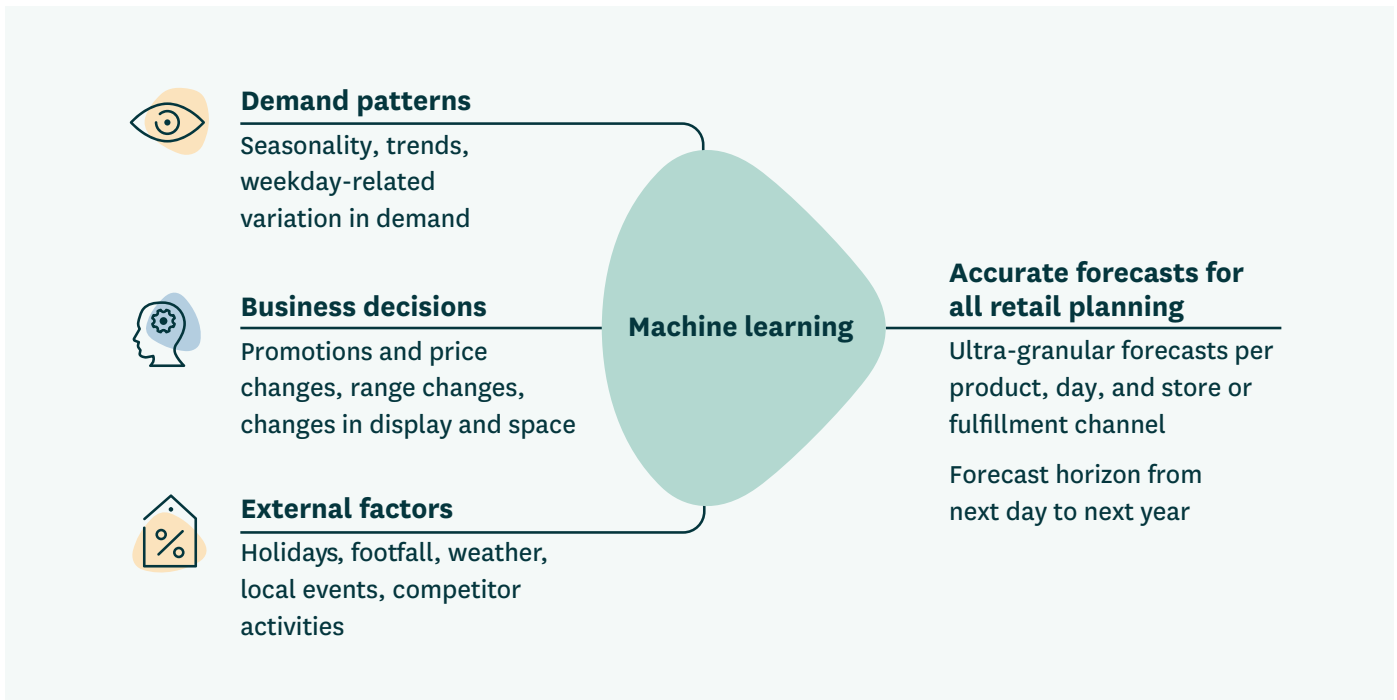 Demand patterns
Seasonality, trends,
weekday-related
variation in demand
Business decisions
Promotions and price
changes, range changes,
changes in display and space
External factors
Holidays, footfall, weather,
local events, competitor
activities
Machine learning
Accurate forecasts for
all retail planning
Ultra-granular forecasts per
product, day, and store or
fulfillment channel
Forecast horizon from
next day to next year